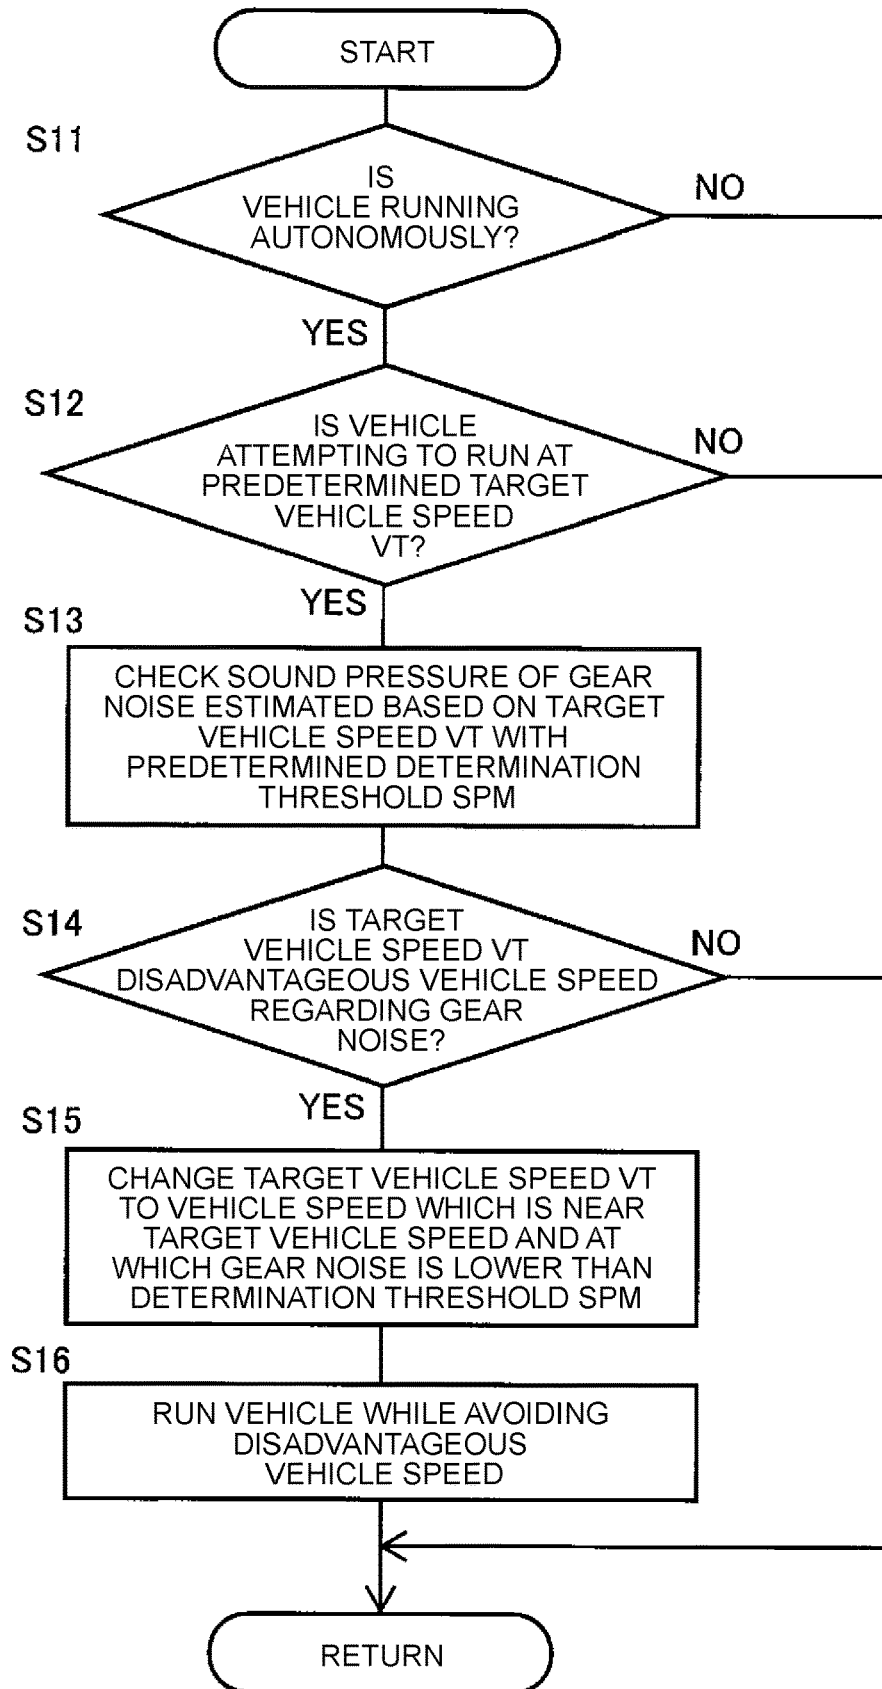 START
S11
IS
VEHICLE RUNNING
AUTONOMOUSLY?
NO
YES
S12
IS VEHICLE
ATTEMPTING TO RUN AT
PREDETERMINED TARGET
VEHICLE SPEED
VT?
NO
YES
S13
CHECK SOUND PRESSURE OF GEAR
NOISE ESTIMATED BASED ON TARGET
VEHICLE SPEED VT WITH
PREDETERMINED DETERMINATION
THRESHOLD SPM
S14
IS TARGET
VEHICLE SPEED VT
DISADVANTAGEOUS VEHICLE SPEED
REGARDING GEAR
NOISE?
NO
YES
S15
CHANGE TARGET VEHICLE SPEED VT
TO VEHICLE SPEED WHICH IS NEAR
TARGET VEHICLE SPEED AND AT
WHICH GEAR NOISE IS LOWER THAN
DETERMINATION THRESHOLD SPM
S16
RUN VEHICLE WHILE AVOIDING
DISADVANTAGEOUS
VEHICLE SPEED
RETURN